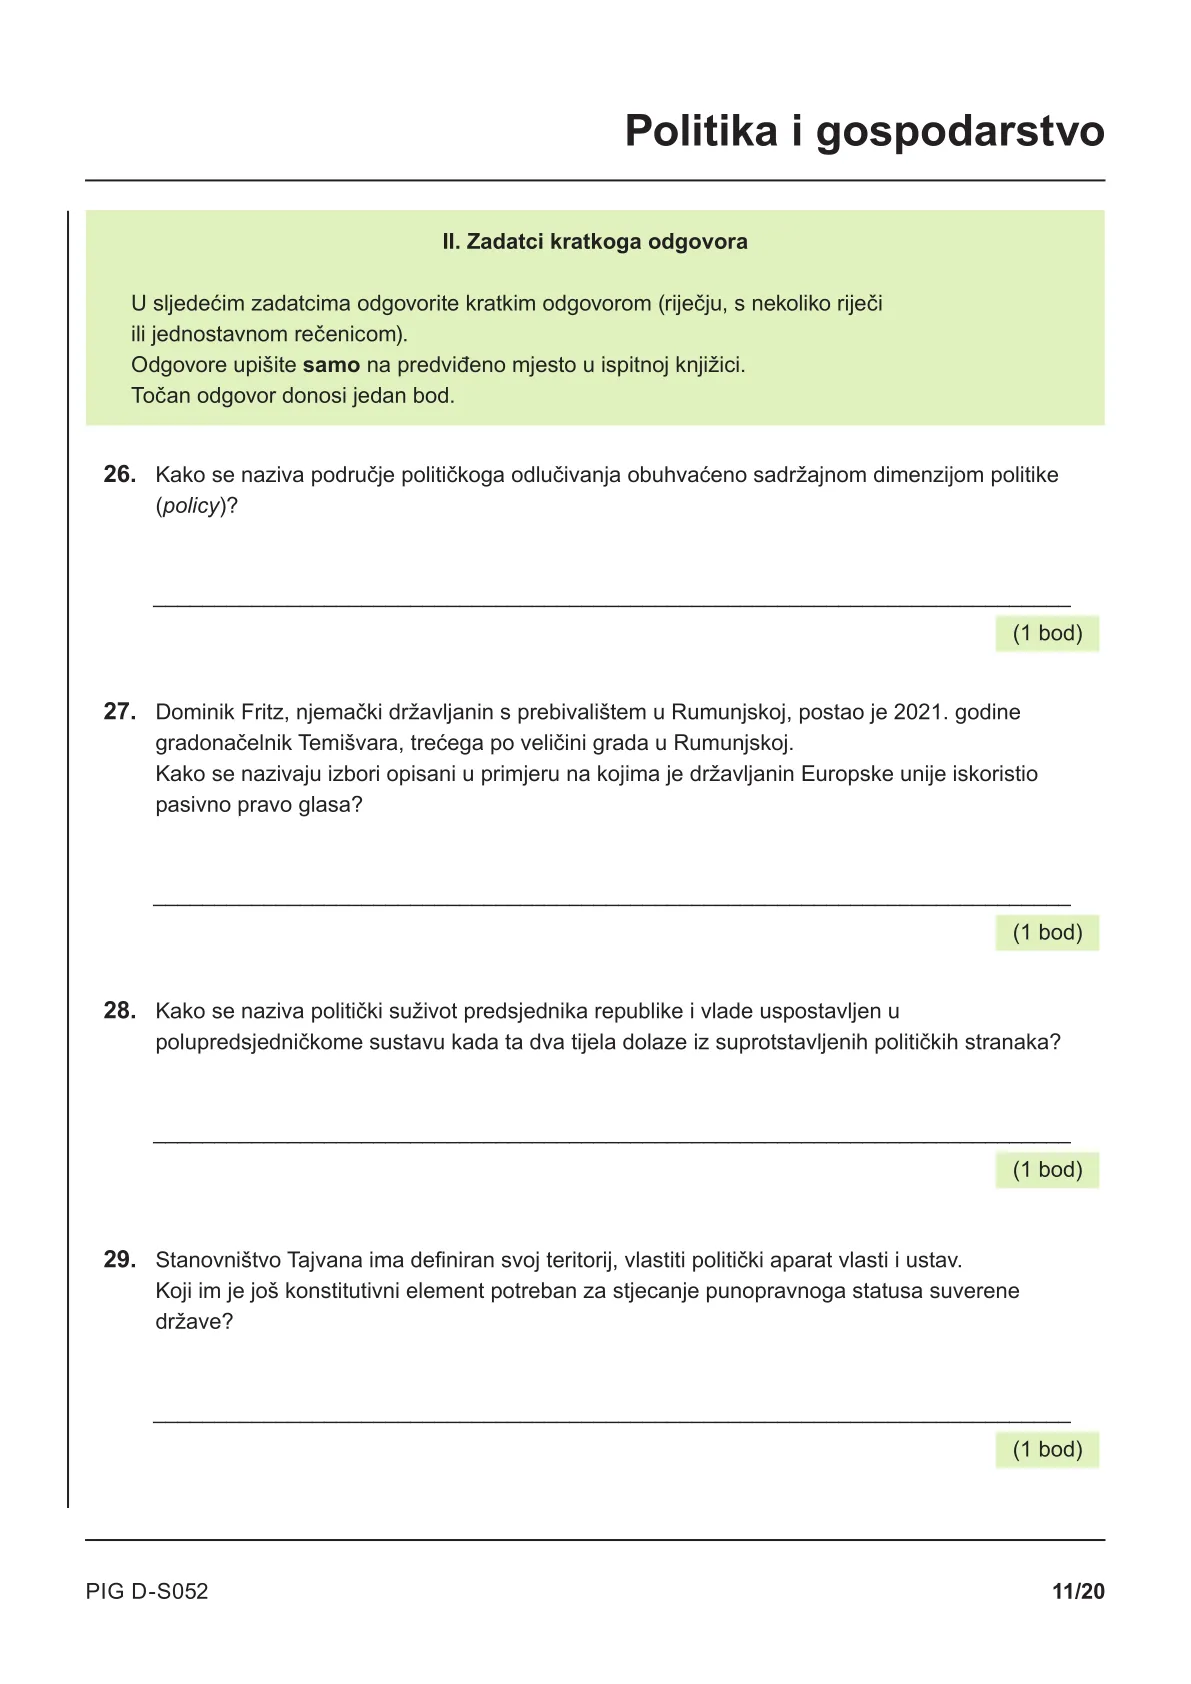 Politika i gospodarstvo
II. Zadatci kratkoga odgovora
U sljedećim zadatcima odgovorite kratkim odgovorom (riječju, s nekoliko riječi
ili jednostavnom rečenicom).
Odgovore upišite samo na predviđeno mjesto u ispitnoj knjižici.
Točan odgovor donosi jedan bod.
26. Kako se naziva područje političkoga odlučivanja obuhvaćeno sadržajnom dimenzijom politike
(policy)?
(1 bod)
27. Dominik Fritz, njemački državljanin s prebivalištem u Rumunjskoj, postao je 2021. godine
gradonačelnik Temišvara, trećega po veličini grada u Rumunjskoj.
Kako se nazivaju izbori opisani u primjeru na kojima je državljanin Europske unije iskoristio
pasivno pravo glasa?
(1 bod)
28. Kako se naziva politički suživot predsjednika republike i vlade uspostavljen u
polupredsjedničkome sustavu kada ta dva tijela dolaze iz suprotstavljenih političkih stranaka?
(1 bod)
29. Stanovništvo Tajvana ima definiran svoj teritorij, vlastiti politički aparat vlasti i ustav.
Koji im je još konstitutivni element potreban za stjecanje punopravnoga statusa suverene
države?
(1 bod)
PIG D-S052
11/20